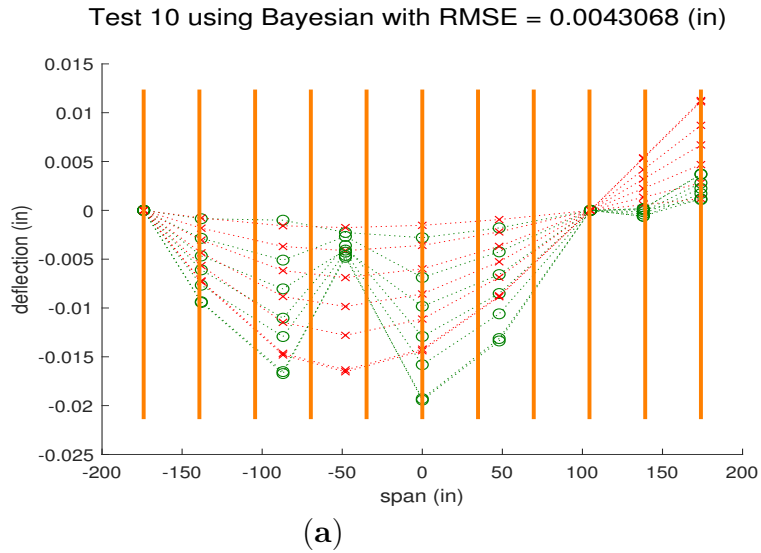 Test 10 using Bayesian with RMSE = 0.0043068 (in)
0.015
0.01
0.005
0
-0.005
-0.01
-0.015
-0.02
-0.025
deflection (in)
-200 -150 -100 -50 0 50 100 150 200
span (in)
(a)